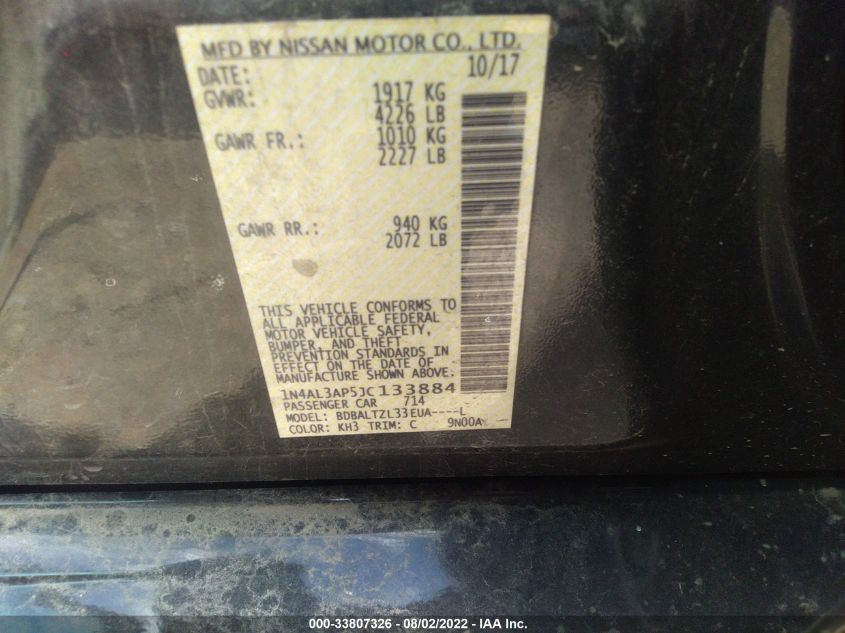 MFD BY NISSAN MOTOR CO., LTD.
DATE: 10/17
GVWR: 1917 KG
4226 LB
GAWR FR.: 1010 KG
2227 LB
GAWR RR.: 940 KG
2072 LB
THIS VEHICLE CONFORMS TO
ALL APPLICABLE FEDERAL
MOTOR VEHICLE SAFETY,
BUMPER, AND THEFT
PREVENTION STANDARDS IN
EFFECT ON THE DATE OF
MANUFACTURE SHOWN ABOVE.
1N4AL3AP5JC133884
PASSENGER CAR 714
MODEL: BDBALTZL33EUA----L
COLOR: KH3 TRIM: C 9N00A
000-33807326 - 08/02/2022 - IAA Inc.